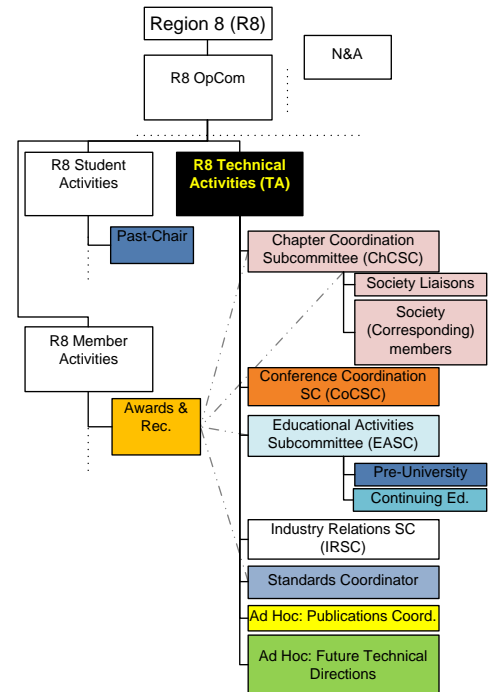 Region 8 (R8)
N&A
R8 OpCom
R8 Student
Activities
R8 Technical
Activities (TA)
Past-Chair
Chapter Coordination
Subcommittee (ChCSC)
Society Liaisons
Society
(Corresponding)
members
R8 Member
Activities
Conference Coordination
SC (CoCSC)
Awards &
Rec.
Educational Activities
Subcommittee (EASC)
Pre-University
Continuing Ed.
Industry Relations SC
(IRSC)
Standards Coordinator
Ad Hoc: Publications Coord.
Ad Hoc: Future Technical
Directions